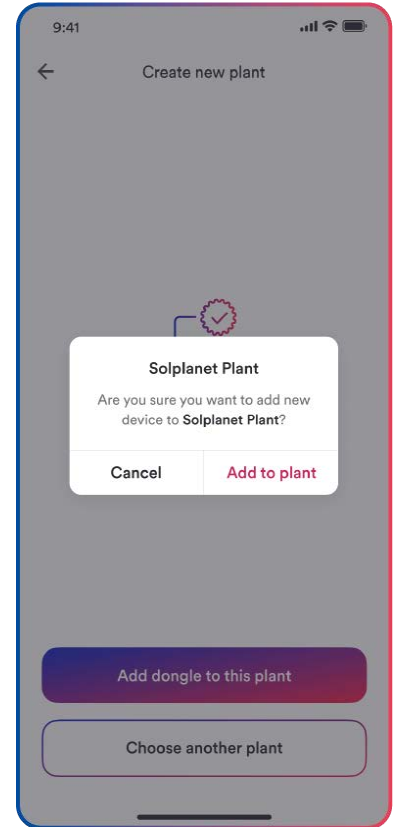 9:41
Create new plant
Solplanet Plant
Are you sure you want to add new
device to Solplanet Plant?
Cancel
Add to plant
Add dongle to this plant
Choose another plant